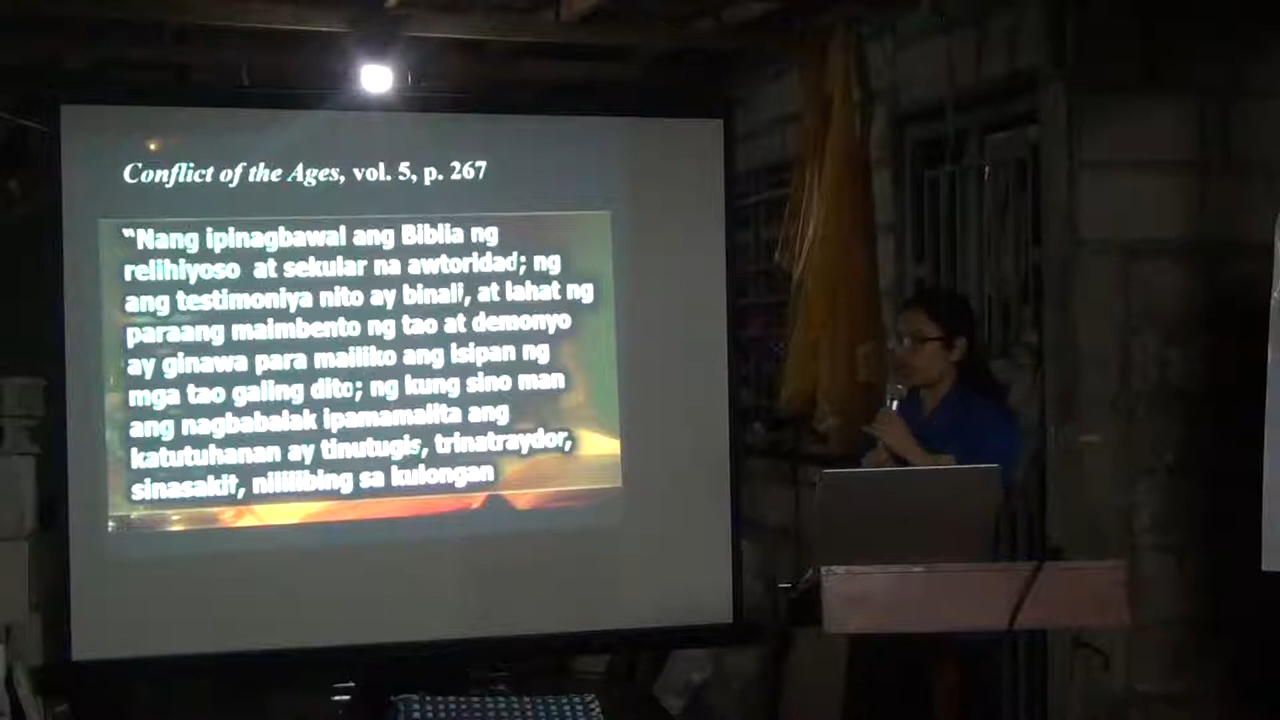 Conflict of the Ages, vol. 5, p. 267
“Nang ipinagbawal ang Biblia ng
relihiyoso at sekular na awtoridad; ng
ang testimoniya nito ay binali, at lahat ng
paraang maimbento ng tao at demonyo
ay ginawa para mailiko ang isipan ng
mga tao galing dito; ng kung sino man
ang nagbabalak ipamamalita ang
katutuhanan ay tinutugis, trinatraydor,
sinasakit, nililibing sa kulongan